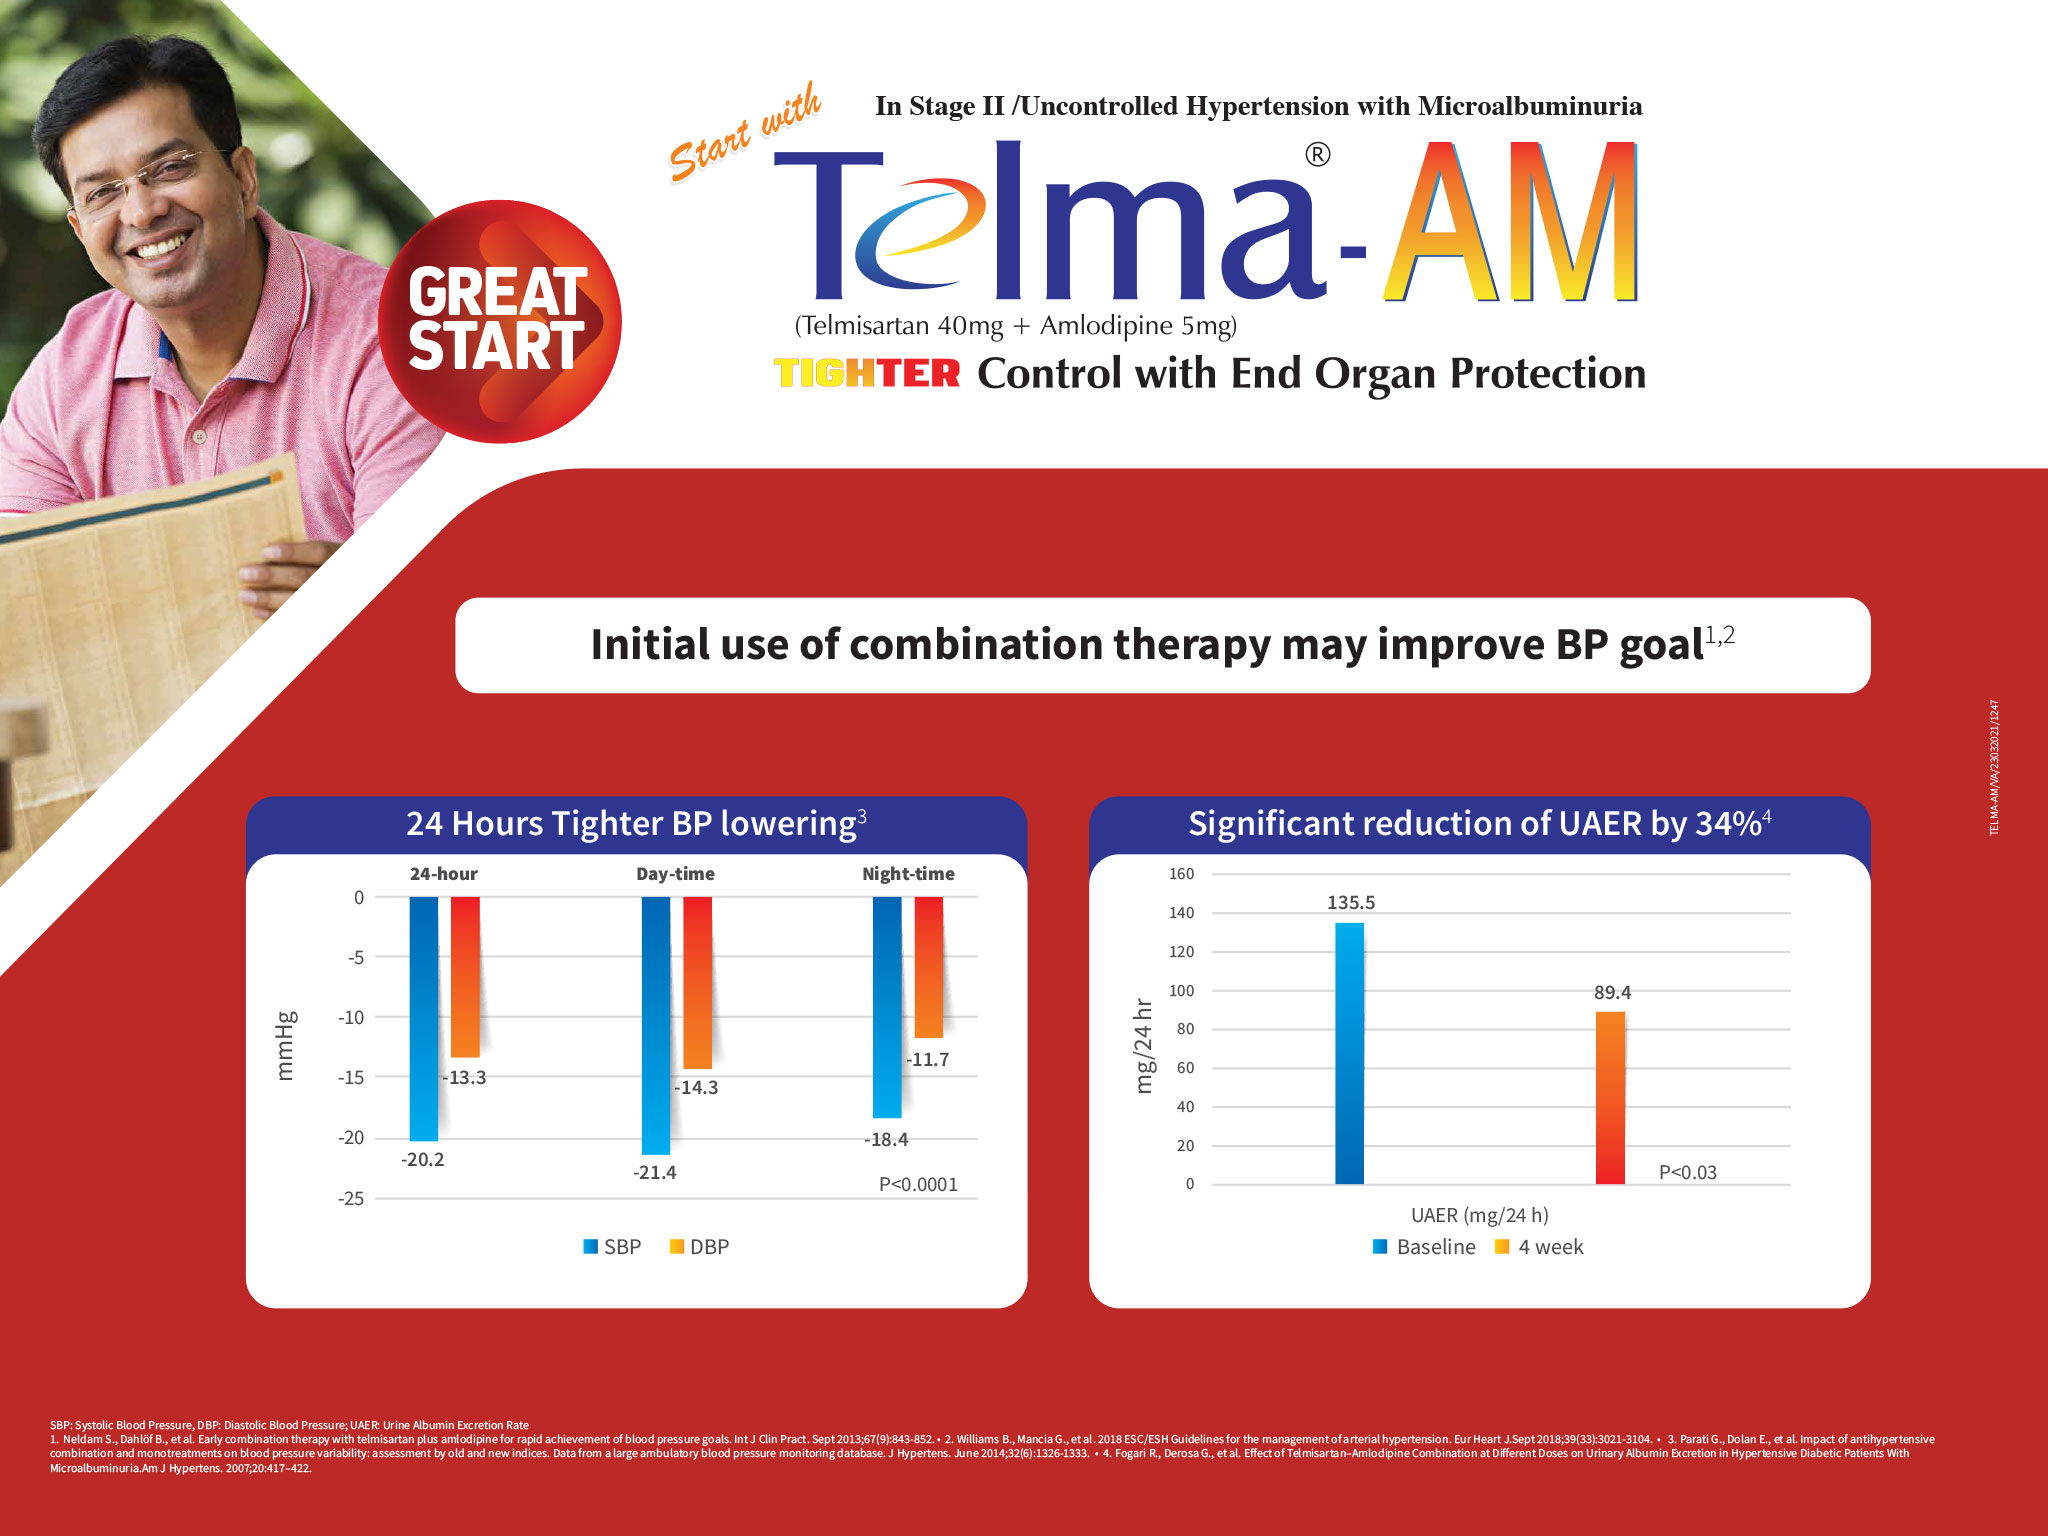 Start with
In Stage II /Uncontrolled Hypertension with Microalbuminuria
Telma®-AM
(Telmisartan 40mg + Amlodipine 5mg)
TIGHTER Control with End Organ Protection
GREAT
START
Initial use of combination therapy may improve BP goal1,2
TELMA-AM/VA/23032021/1247
24 Hours Tighter BP lowering3
24-hour Day-time Night-time
mmHg
0
-5
-10
-15
-20
-25
-20.2
-13.3
-21.4
-14.3
-18.4
-11.7
P<0.0001
SBP DBP
Significant reduction of UAER by 34%4
mg/24 hr
160
140
120
100
80
60
40
20
0
135.5
89.4
P<0.03
UAER (mg/24 h)
Baseline 4 week
SBP: Systolic Blood Pressure, DBP: Diastolic Blood Pressure; UAER: Urine Albumin Excretion Rate
1. Neldam S., Dahlöf B., et al. Early combination therapy with telmisartan plus amlodipine for rapid achievement of blood pressure goals. Int J Clin Pract. Sept 2013;67(9):843-852. • 2. Williams B., Mancia G., et al. 2018 ESC/ESH Guidelines for the management of arterial hypertension. Eur Heart J.Sept 2018;39(33):3021-3104. • 3. Parati G., Dolan E., et al. Impact of antihypertensive
combination and monotreatments on blood pressure variability: assessment by old and new indices. Data from a large ambulatory blood pressure monitoring database. J Hypertens. June 2014;32(6):1326-1333. • 4. Fogari R., Derosa G., et al. Effect of Telmisartan–Amlodipine Combination at Different Doses on Urinary Albumin Excretion in Hypertensive Diabetic Patients With
Microalbuminuria.Am J Hypertens. 2007;20:417–422.